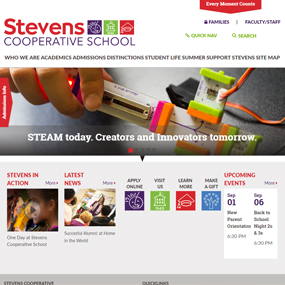 Every Moment Counts
FAMILIES | FACULTY/STAFF
Stevens
COOPERATIVE SCHOOL
QUICK NAV
SEARCH
WHO WE ARE ACADEMICS ADMISSIONS DISTINCTIONS STUDENT LIFE SUMMER SUPPORT STEVENS SITE MAP
Admissions Info
STEAM today. Creators and Innovators tomorrow.
STEVENS IN ACTION
More
One Day at Stevens Cooperative School
LATEST NEWS
More
Succesful Alumni: at Home in the World
APPLY ONLINE
VISIT US
LEARN MORE
MAKE A GIFT
UPCOMING EVENTS
More
Sep
01
New Parent Orientation
6:30 PM
Sep
06
Back to School Night 2s & 3s
6:30 PM
STEVENS COOPERATIVE
QUICKLINKS